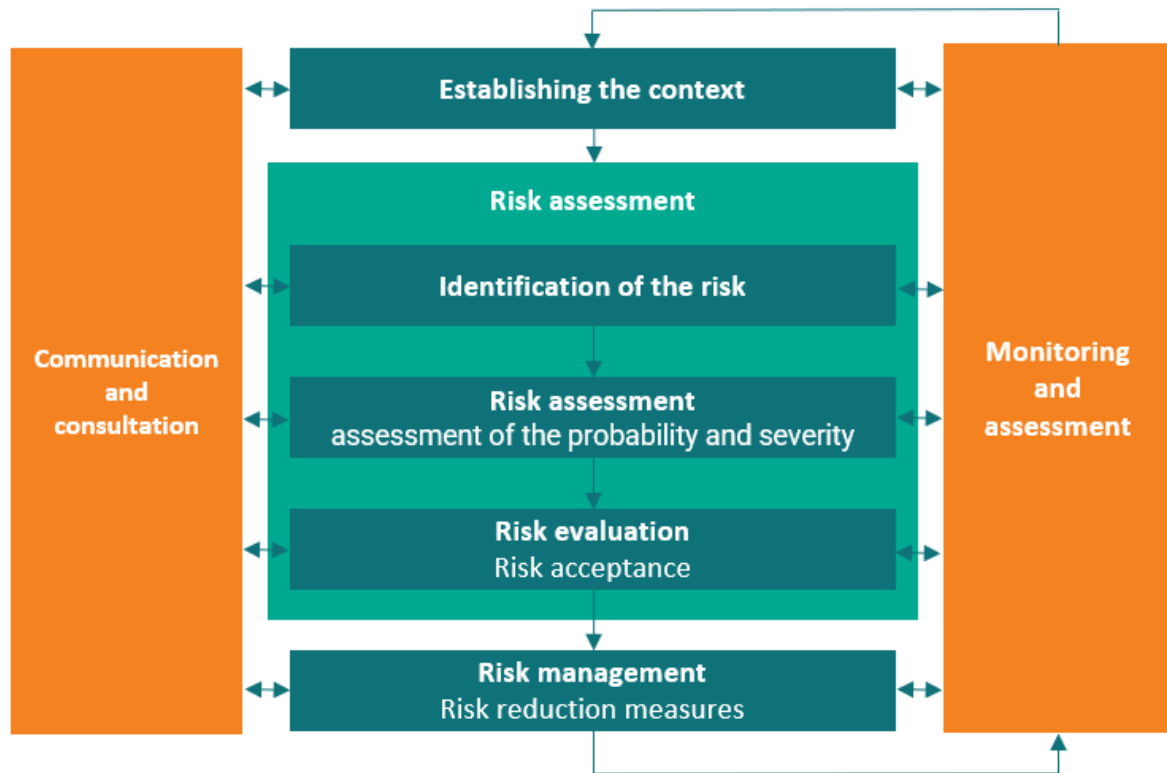 Establishing the context
Risk assessment
Identification of the risk
Communication
and
consultation
Monitoring
and
assessment
Risk assessment
assessment of the probability and severity
Risk evaluation
Risk acceptance
Risk management
Risk reduction measures